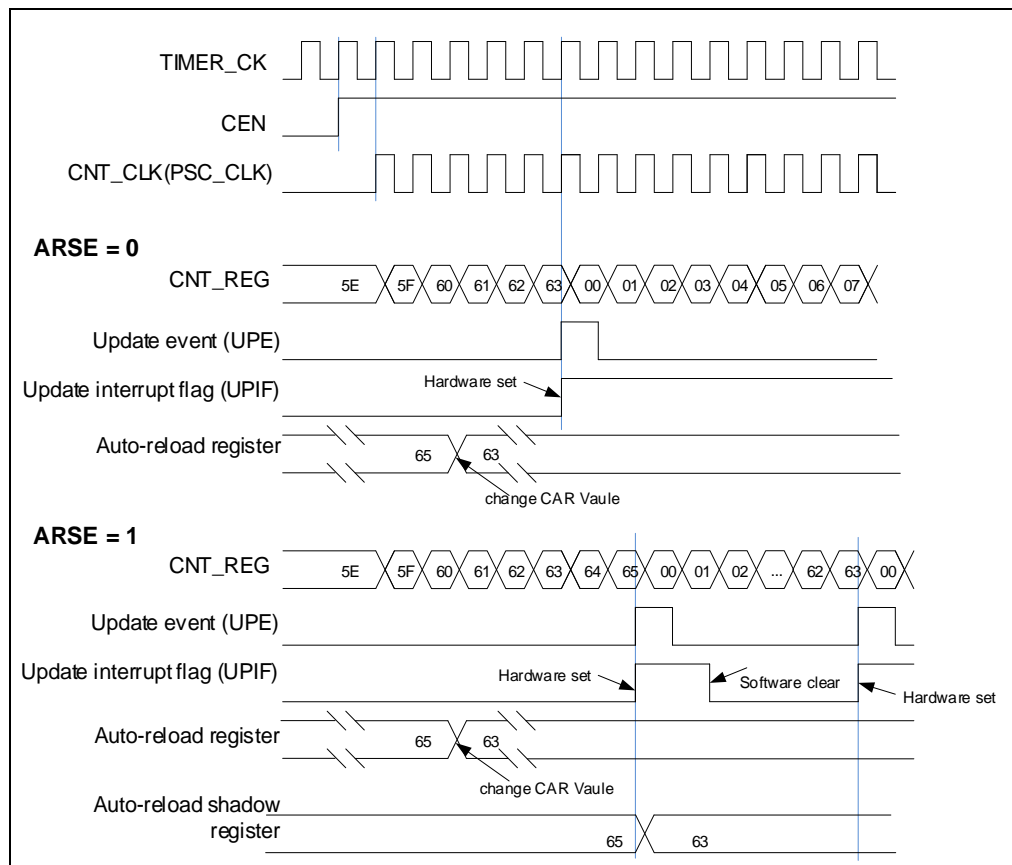 TIMER_CK
CEN
CNT_CLK(PSC_CLK)
ARSE = 0
CNT_REG 5E 5F 60 61 62 63 00 01 02 03 04 05 06 07
Update event (UPE)
Update interrupt flag (UPIF) Hardware set
Auto-reload register 65 63
change CAR Vaule
ARSE = 1
CNT_REG 5E 5F 60 61 62 63 64 65 00 01 02 ... 62 63 00
Update event (UPE)
Update interrupt flag (UPIF) Hardware set Software clear Hardware set
Auto-reload register 65 63
change CAR Vaule
Auto-reload shadow
register 65 63